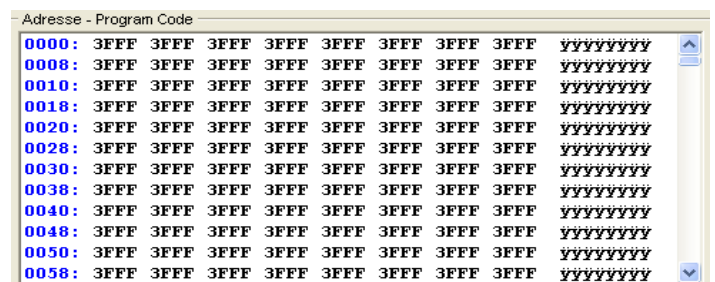 Adresse - Program Code
0000: 3FFF 3FFF 3FFF 3FFF 3FFF 3FFF 3FFF 3FFF ÿÿÿÿÿÿÿÿ
0008: 3FFF 3FFF 3FFF 3FFF 3FFF 3FFF 3FFF 3FFF ÿÿÿÿÿÿÿÿ
0010: 3FFF 3FFF 3FFF 3FFF 3FFF 3FFF 3FFF 3FFF ÿÿÿÿÿÿÿÿ
0018: 3FFF 3FFF 3FFF 3FFF 3FFF 3FFF 3FFF 3FFF ÿÿÿÿÿÿÿÿ
0020: 3FFF 3FFF 3FFF 3FFF 3FFF 3FFF 3FFF 3FFF ÿÿÿÿÿÿÿÿ
0028: 3FFF 3FFF 3FFF 3FFF 3FFF 3FFF 3FFF 3FFF ÿÿÿÿÿÿÿÿ
0030: 3FFF 3FFF 3FFF 3FFF 3FFF 3FFF 3FFF 3FFF ÿÿÿÿÿÿÿÿ
0038: 3FFF 3FFF 3FFF 3FFF 3FFF 3FFF 3FFF 3FFF ÿÿÿÿÿÿÿÿ
0040: 3FFF 3FFF 3FFF 3FFF 3FFF 3FFF 3FFF 3FFF ÿÿÿÿÿÿÿÿ
0048: 3FFF 3FFF 3FFF 3FFF 3FFF 3FFF 3FFF 3FFF ÿÿÿÿÿÿÿÿ
0050: 3FFF 3FFF 3FFF 3FFF 3FFF 3FFF 3FFF 3FFF ÿÿÿÿÿÿÿÿ
0058: 3FFF 3FFF 3FFF 3FFF 3FFF 3FFF 3FFF 3FFF ÿÿÿÿÿÿÿÿ